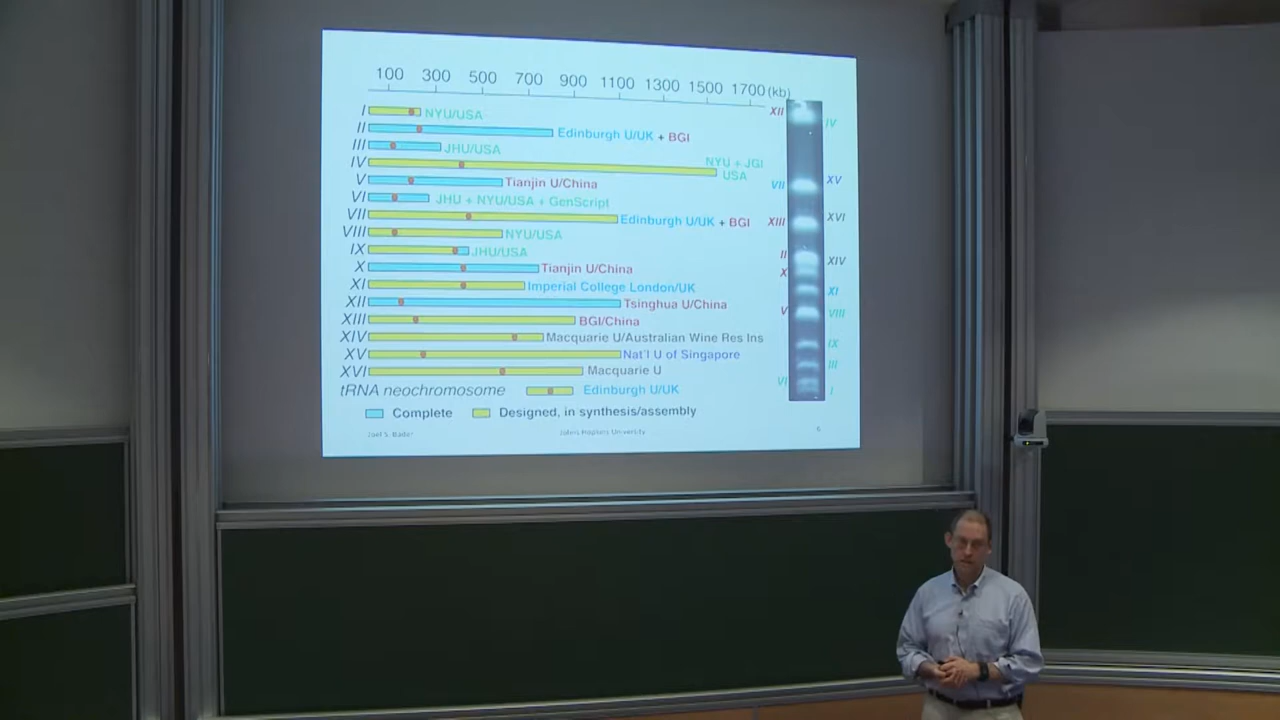 100 300 500 700 900 1100 1300 1500 1700 (kb)
I NYU/USA
II Edinburgh U/UK + BGI
III JHU/USA
IV NYU + JGI
USA
V Tianjin U/China
VI JHU + NYU/USA + GenScript
VII Edinburgh U/UK + BGI
VIII NYU/USA
IX JHU/USA
X Tianjin U/China
XI Imperial College London/UK
XII Tsinghua U/China
XIII BGI/China
XIV Macquarie U/Australian Wine Res Ins
XV Nat'l U of Singapore
XVI Macquarie U
tRNA neochromosome Edinburgh U/UK
Complete Designed, in synthesis/assembly
XII
IV
VII XV
XIII XVI
II XIV
X
XI
V VIII
IX
III
VI I
Joel S. Bader Johns Hopkins University 6